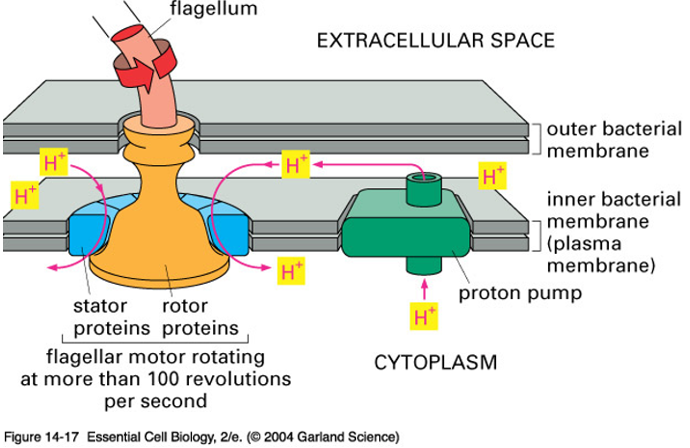 flagellum
EXTRACELLULAR SPACE
outer bacterial
membrane
H+
H+
H+
H+
inner bacterial
membrane
(plasma
membrane)
H+
H+
stator
proteins
rotor
proteins
proton pump
flagellar motor rotating
at more than 100 revolutions
per second
CYTOPLASM
Figure 14-17 Essential Cell Biology, 2/e. (© 2004 Garland Science)